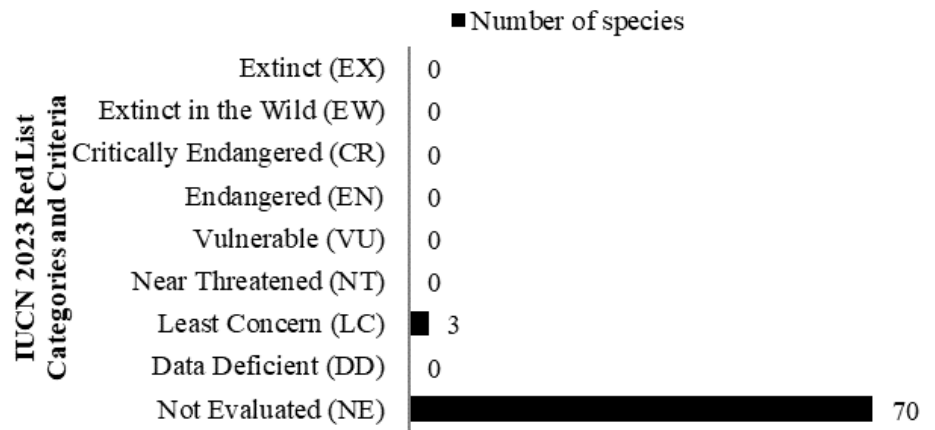 Number of species
IUCN 2023 Red List
Categories and Criteria
Extinct (EX) 0
Extinct in the Wild (EW) 0
Critically Endangered (CR) 0
Endangered (EN) 0
Vulnerable (VU) 0
Near Threatened (NT) 0
Least Concern (LC) 3
Data Deficient (DD) 0
Not Evaluated (NE) 70